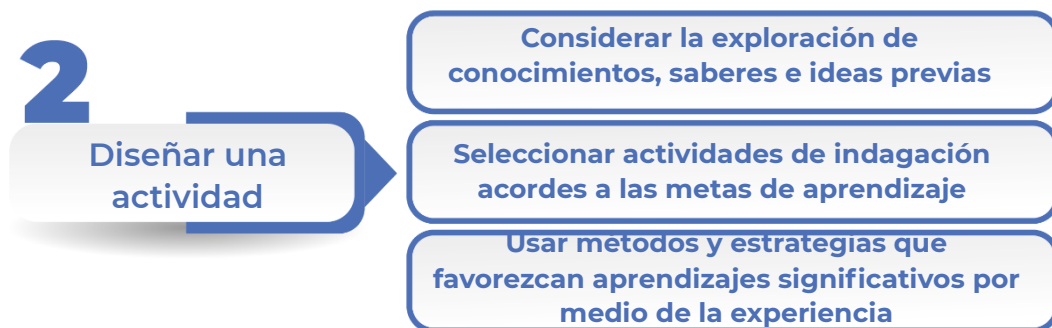 2
Diseñar una
actividad
Considerar la exploración de
conocimientos, saberes e ideas previas
Seleccionar actividades de indagación
acordes a las metas de aprendizaje
Usar métodos y estrategias que
favorezcan aprendizajes significativos por
medio de la experiencia